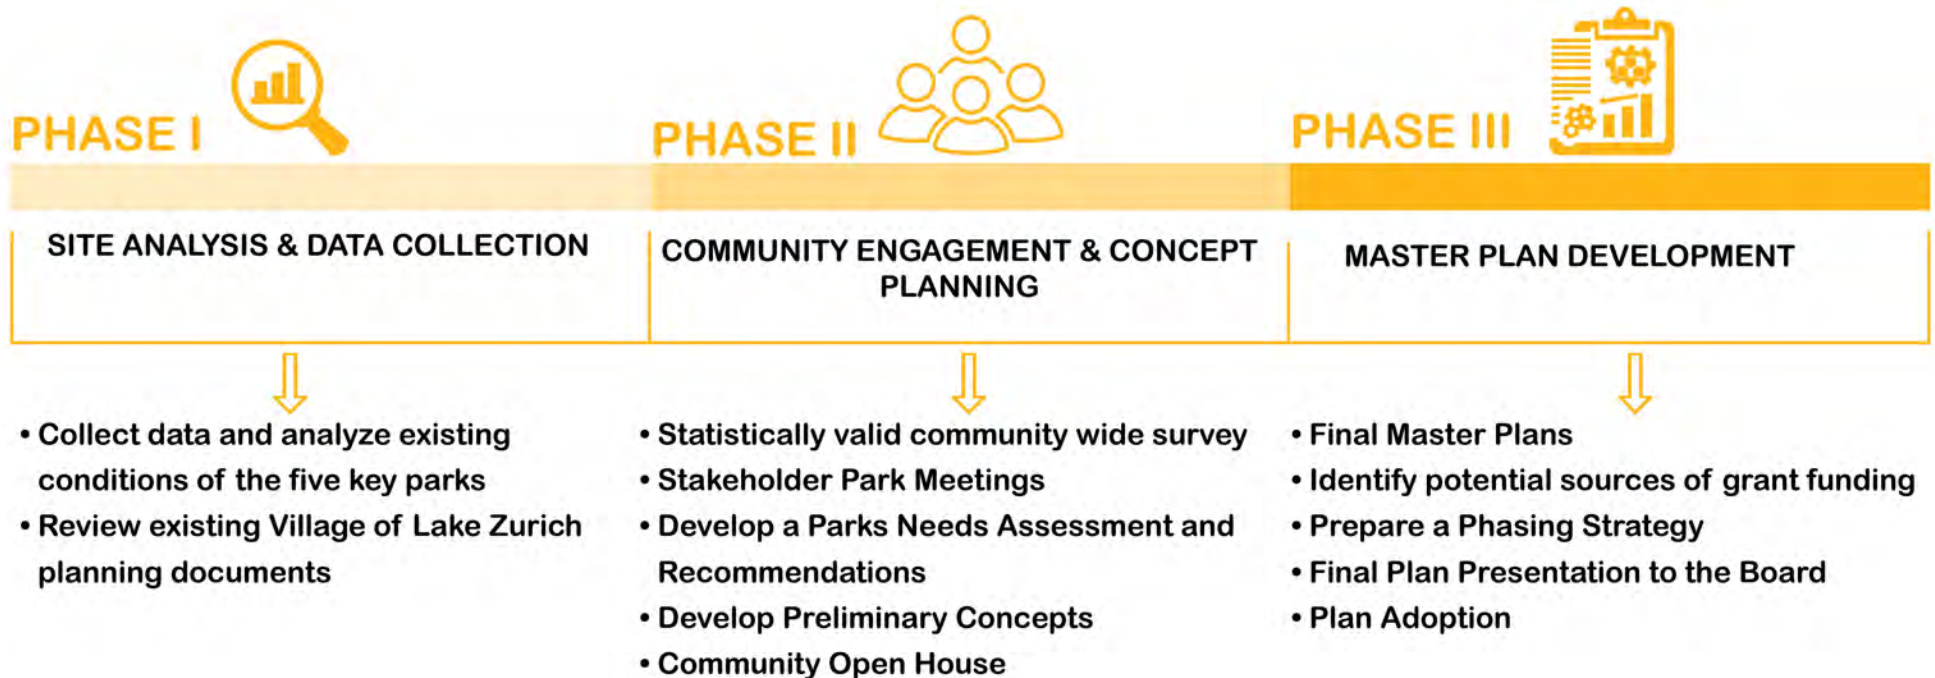 PHASE I
SITE ANALYSIS & DATA COLLECTION
• Collect data and analyze existing
conditions of the five key parks
• Review existing Village of Lake Zurich
planning documents
PHASE II
COMMUNITY ENGAGEMENT & CONCEPT
PLANNING
• Statistically valid community wide survey
• Stakeholder Park Meetings
• Develop a Parks Needs Assessment and
Recommendations
• Develop Preliminary Concepts
• Community Open House
PHASE III
MASTER PLAN DEVELOPMENT
• Final Master Plans
• Identify potential sources of grant funding
• Prepare a Phasing Strategy
• Final Plan Presentation to the Board
• Plan Adoption